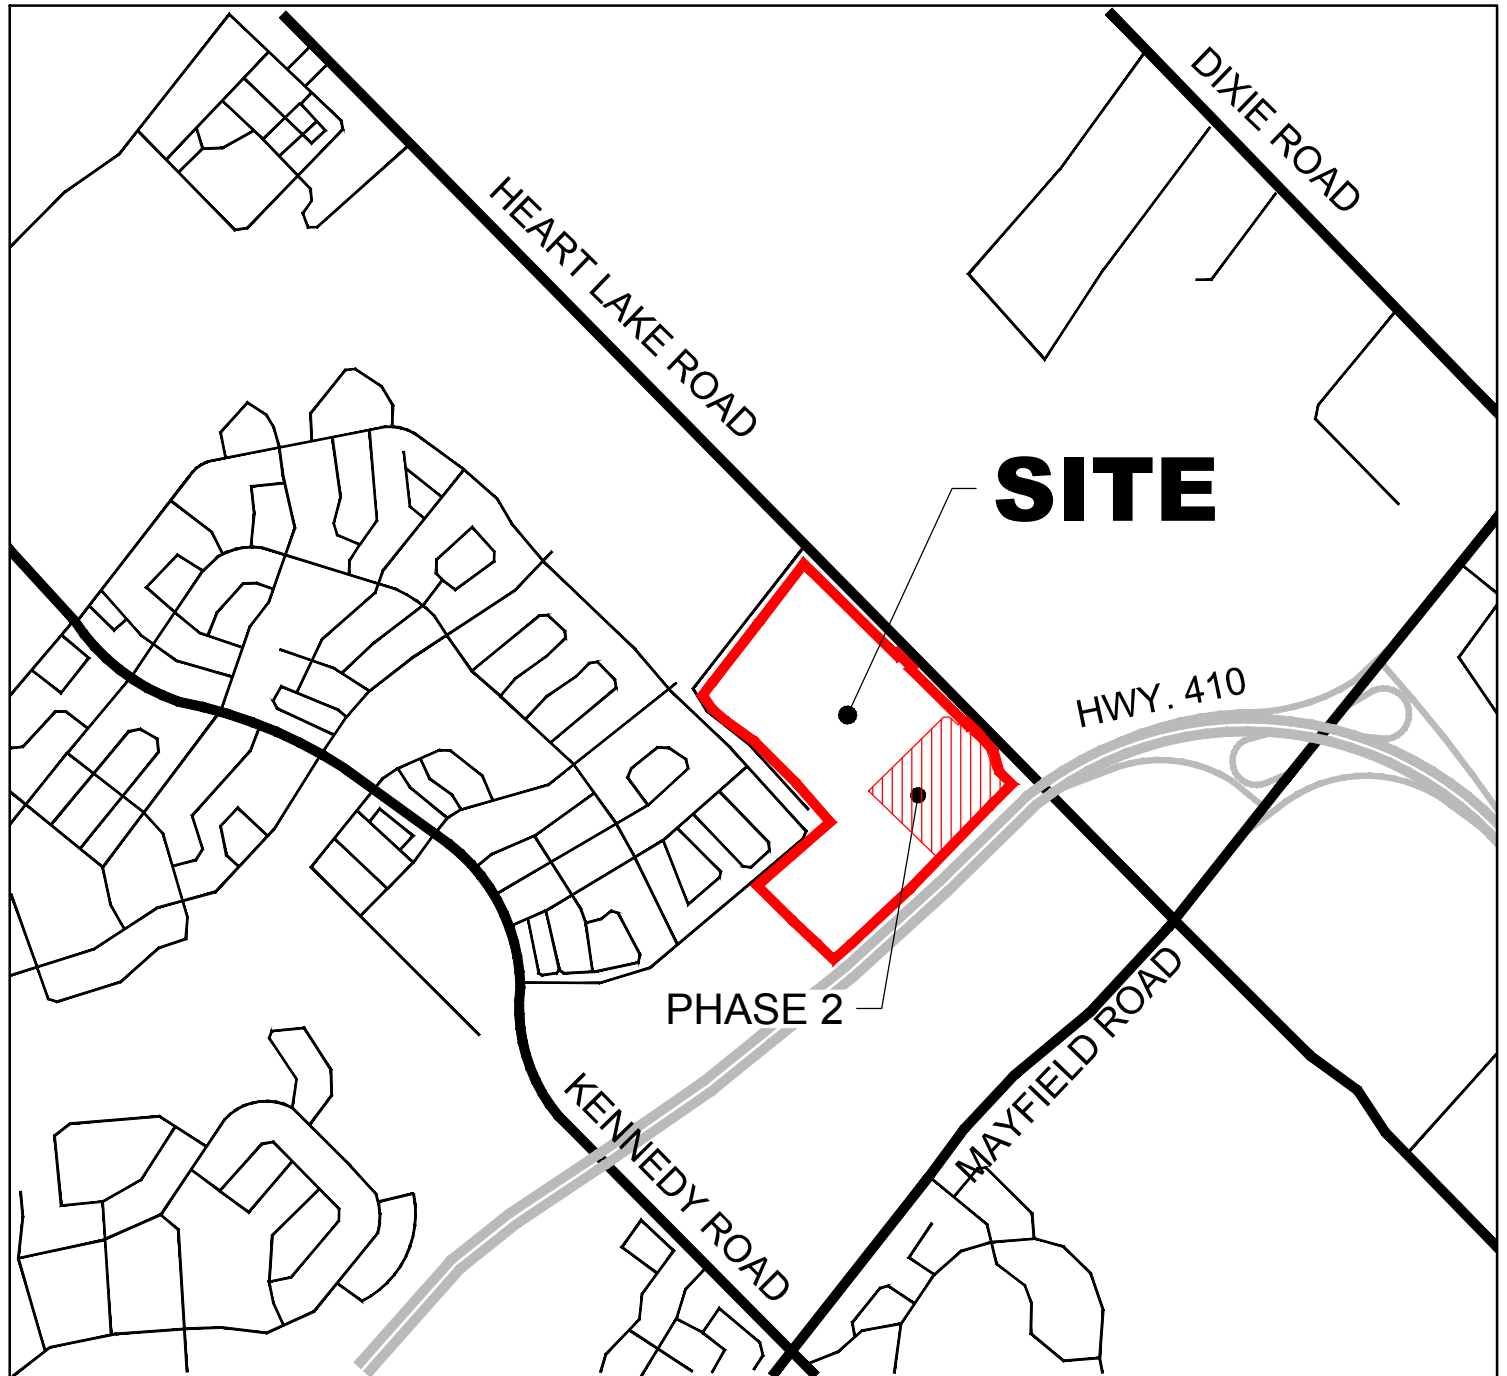 DIXIE ROAD
HEART LAKE ROAD
SITE
HWY. 410
PHASE 2
MAYFIELD ROAD
KENNEDY ROAD